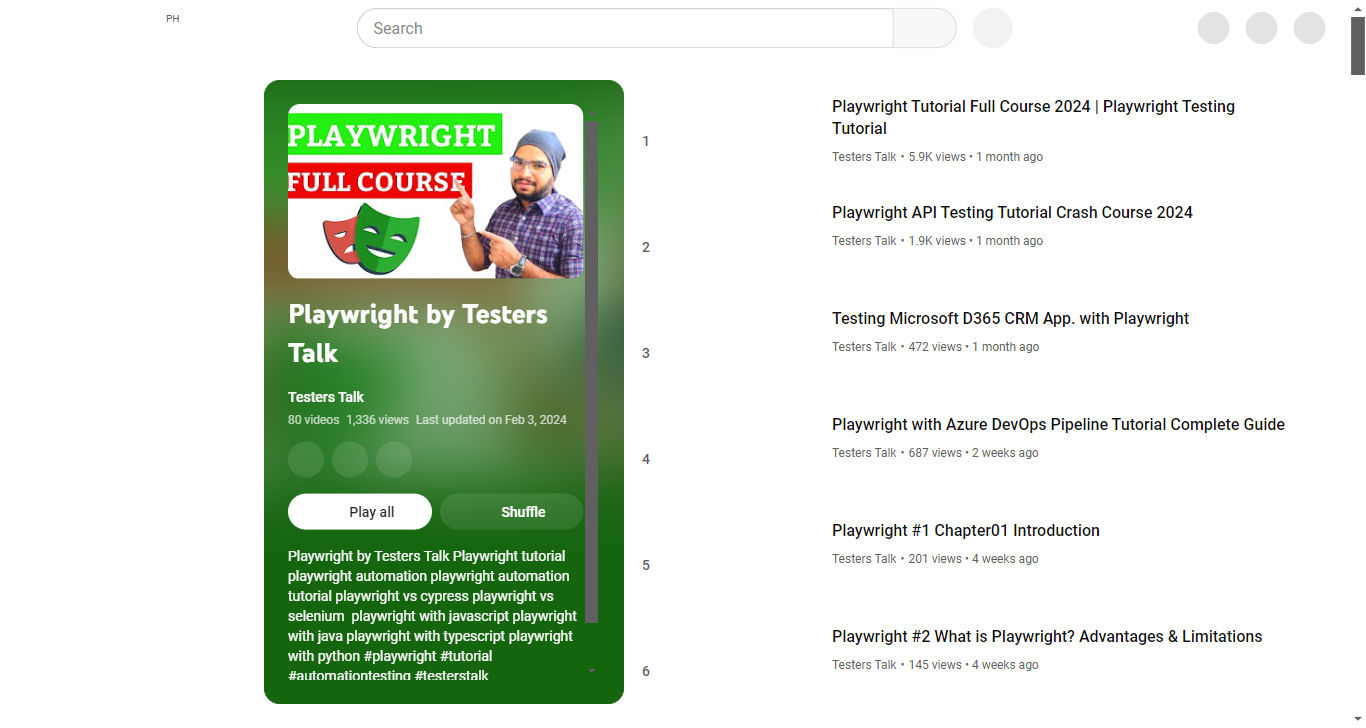 PH
Search
PLAYWRIGHT
FULL COURSE
Playwright by Testers
Talk
Testers Talk
80 videos 1,336 views Last updated on Feb 3, 2024
Play all
Shuffle
Playwright by Testers Talk Playwright tutorial
playwright automation playwright automation
tutorial playwright vs cypress playwright vs
selenium  playwright with javascript playwright
with java playwright with typescript playwright
with python #playwright #tutorial
#automationtesting #testerstalk
1
Playwright Tutorial Full Course 2024 | Playwright Testing
Tutorial
Testers Talk • 5.9K views • 1 month ago
2
Playwright API Testing Tutorial Crash Course 2024
Testers Talk • 1.9K views • 1 month ago
3
Testing Microsoft D365 CRM App. with Playwright
Testers Talk • 472 views • 1 month ago
4
Playwright with Azure DevOps Pipeline Tutorial Complete Guide
Testers Talk • 687 views • 2 weeks ago
5
Playwright #1 Chapter01 Introduction
Testers Talk • 201 views • 4 weeks ago
6
Playwright #2 What is Playwright? Advantages & Limitations
Testers Talk • 145 views • 4 weeks ago